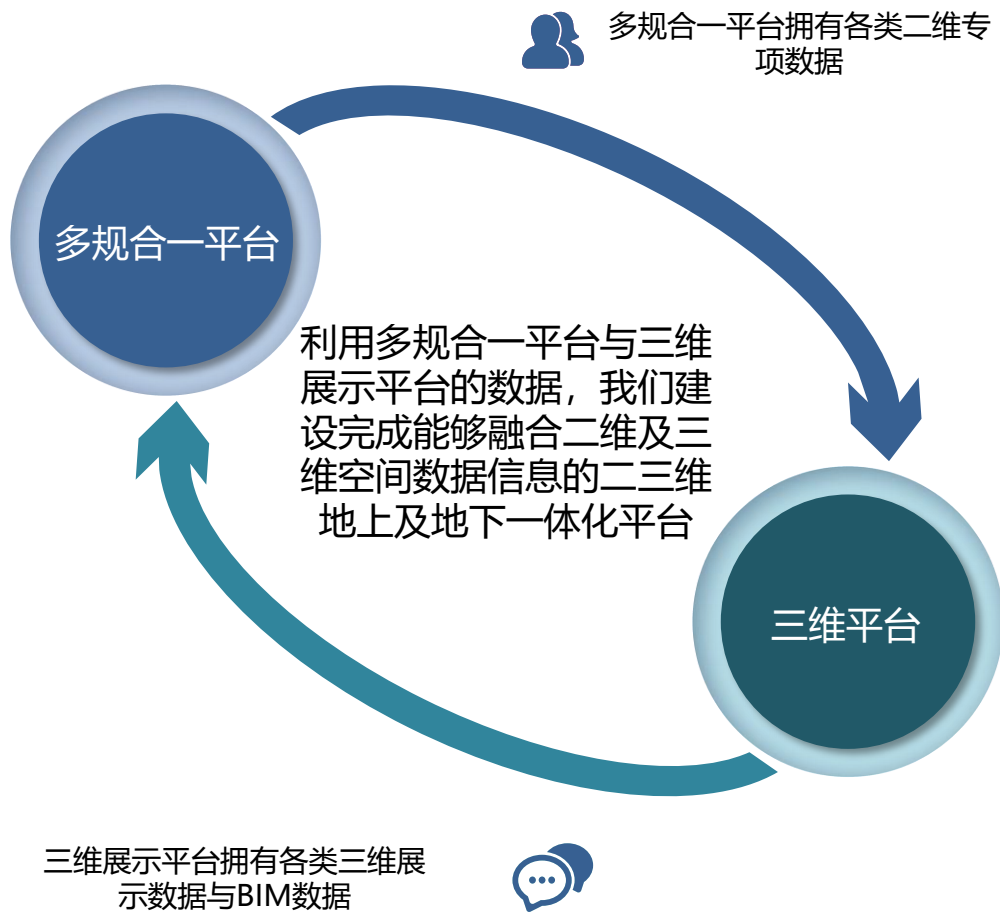 多规合一平台拥有各类二维专
项数据
多规合一平台
利用多规合一平台与三维
展示平台的数据，我们建
设完成能够融合二维及三
维空间数据信息的二三维
地上及地下一体化平台
三维平台
三维展示平台拥有各类三维展
示数据与BIM数据